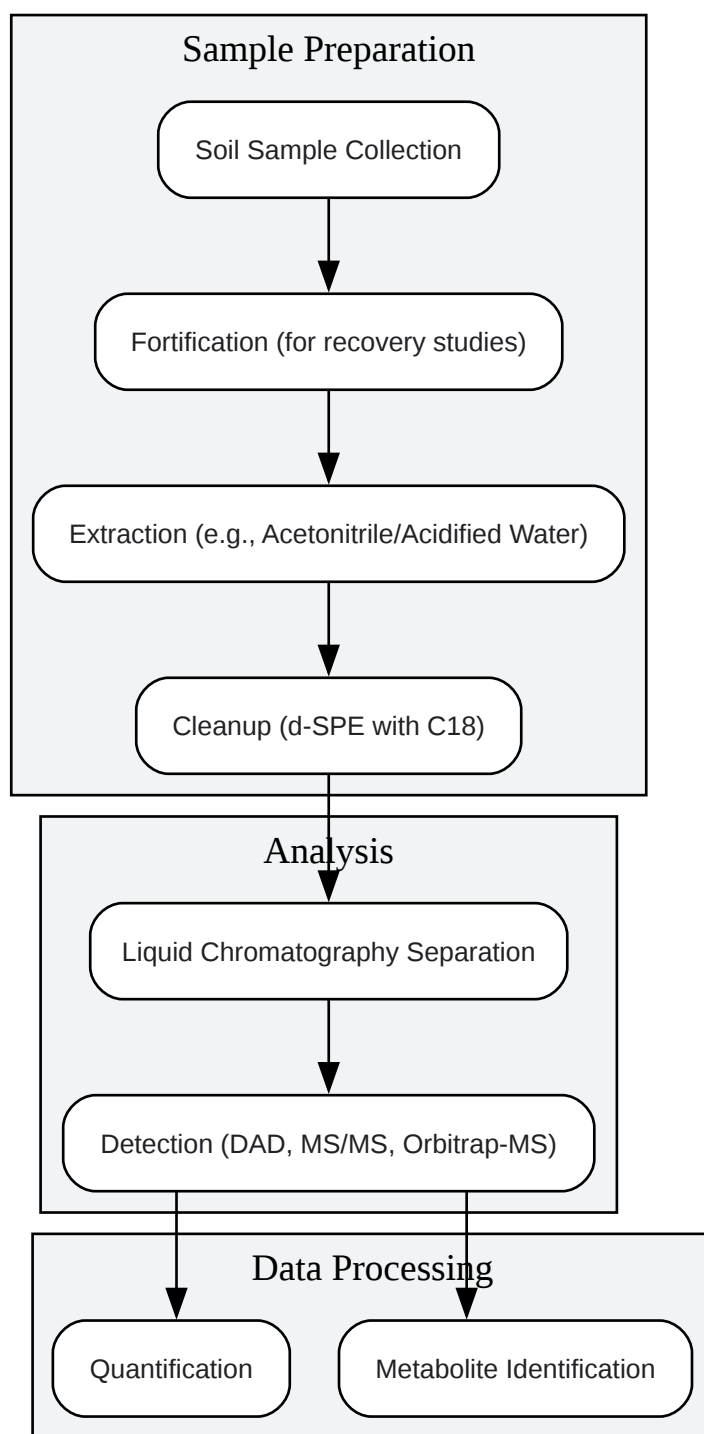 Sample Preparation
Soil Sample Collection
Fortification (for recovery studies)
Extraction (e.g., Acetonitrile/Acidified Water)
Cleanup (d-SPE with C18)
Analysis
Liquid Chromatography Separation
Detection (DAD, MS/MS, Orbitrap-MS)
Data Processing
Quantification
Metabolite Identification